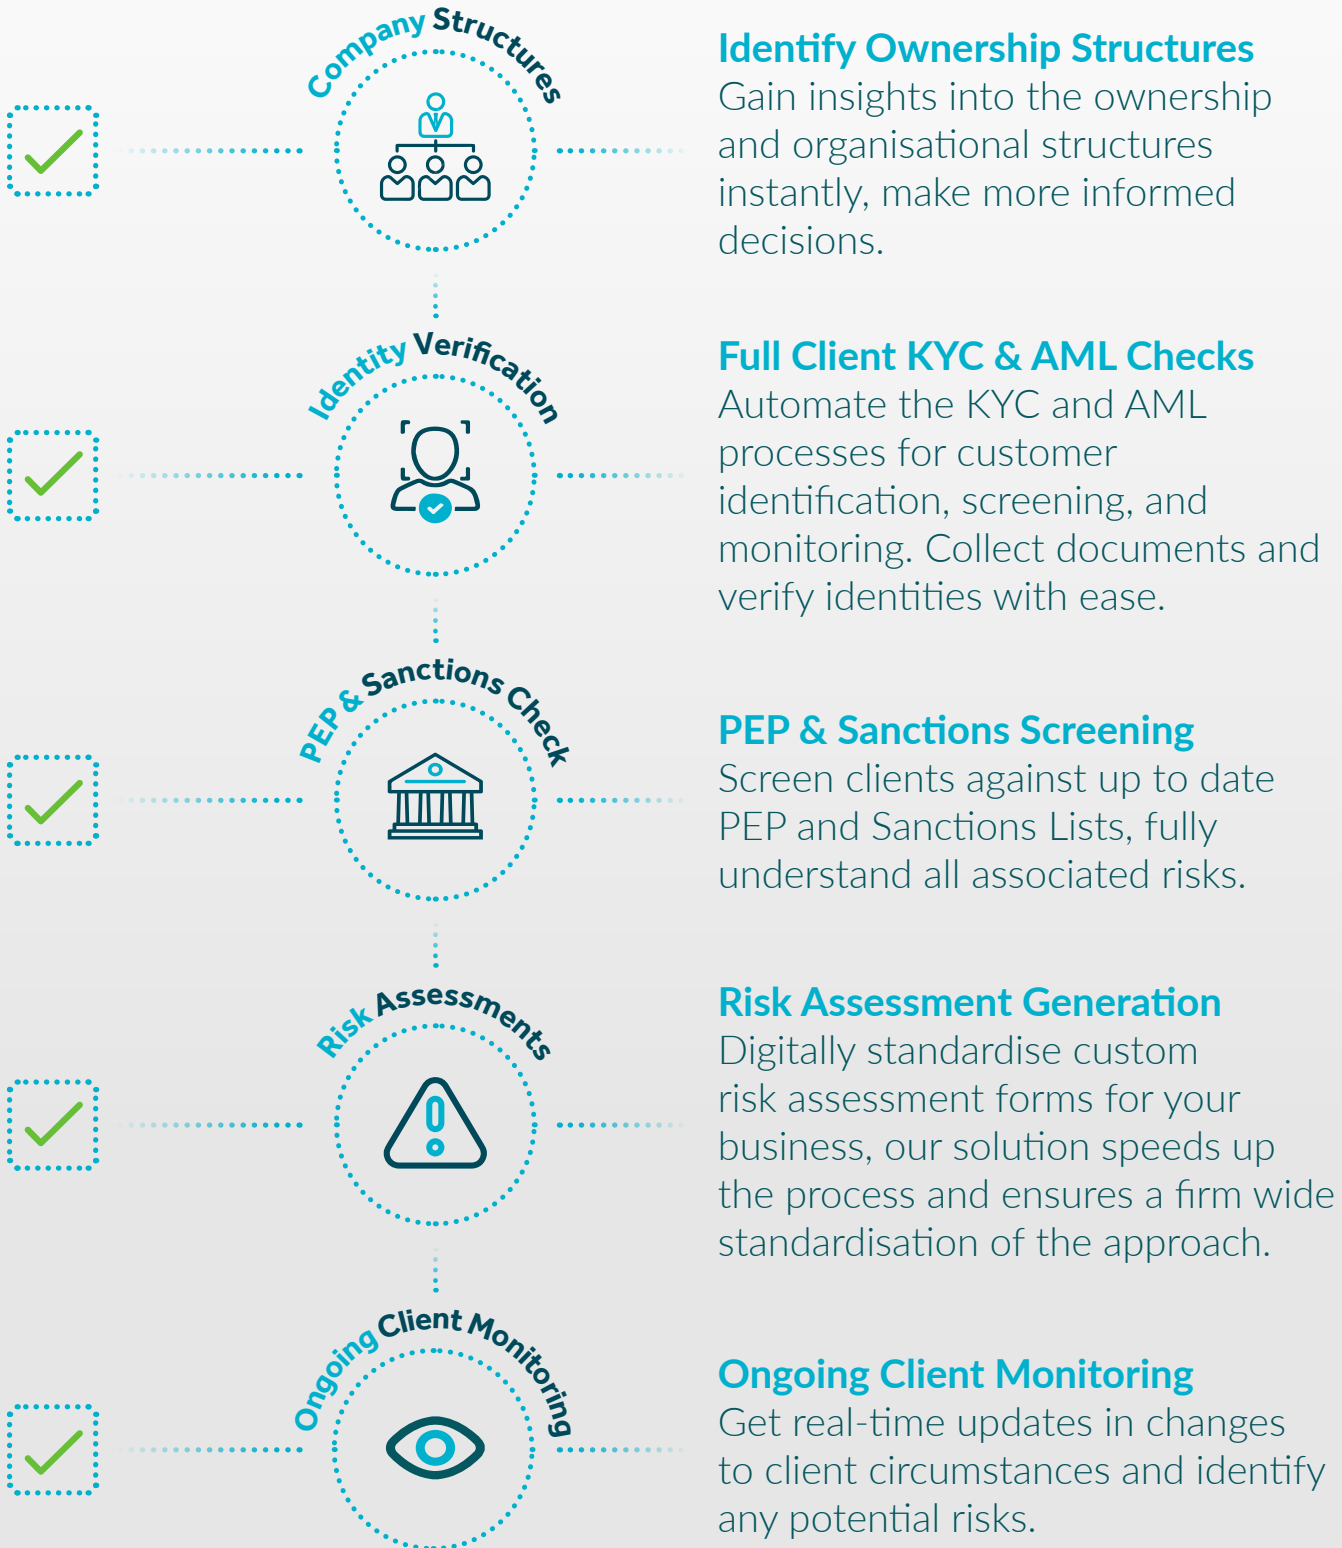 Company Structures
Identify Ownership Structures
Gain insights into the ownership
and organisational structures
instantly, make more informed
decisions.
Identity Verification
Full Client KYC & AML Checks
Automate the KYC and AML
processes for customer
identification, screening, and
monitoring. Collect documents and
verify identities with ease.
PEP & Sanctions Check
PEP & Sanctions Screening
Screen clients against up to date
PEP and Sanctions Lists, fully
understand all associated risks.
Risk Assessments
Risk Assessment Generation
Digitally standardise custom
risk assessment forms for your
business, our solution speeds up
the process and ensures a firm wide
standardisation of the approach.
Ongoing Client Monitoring
Ongoing Client Monitoring
Get real-time updates in changes
to client circumstances and identify
any potential risks.